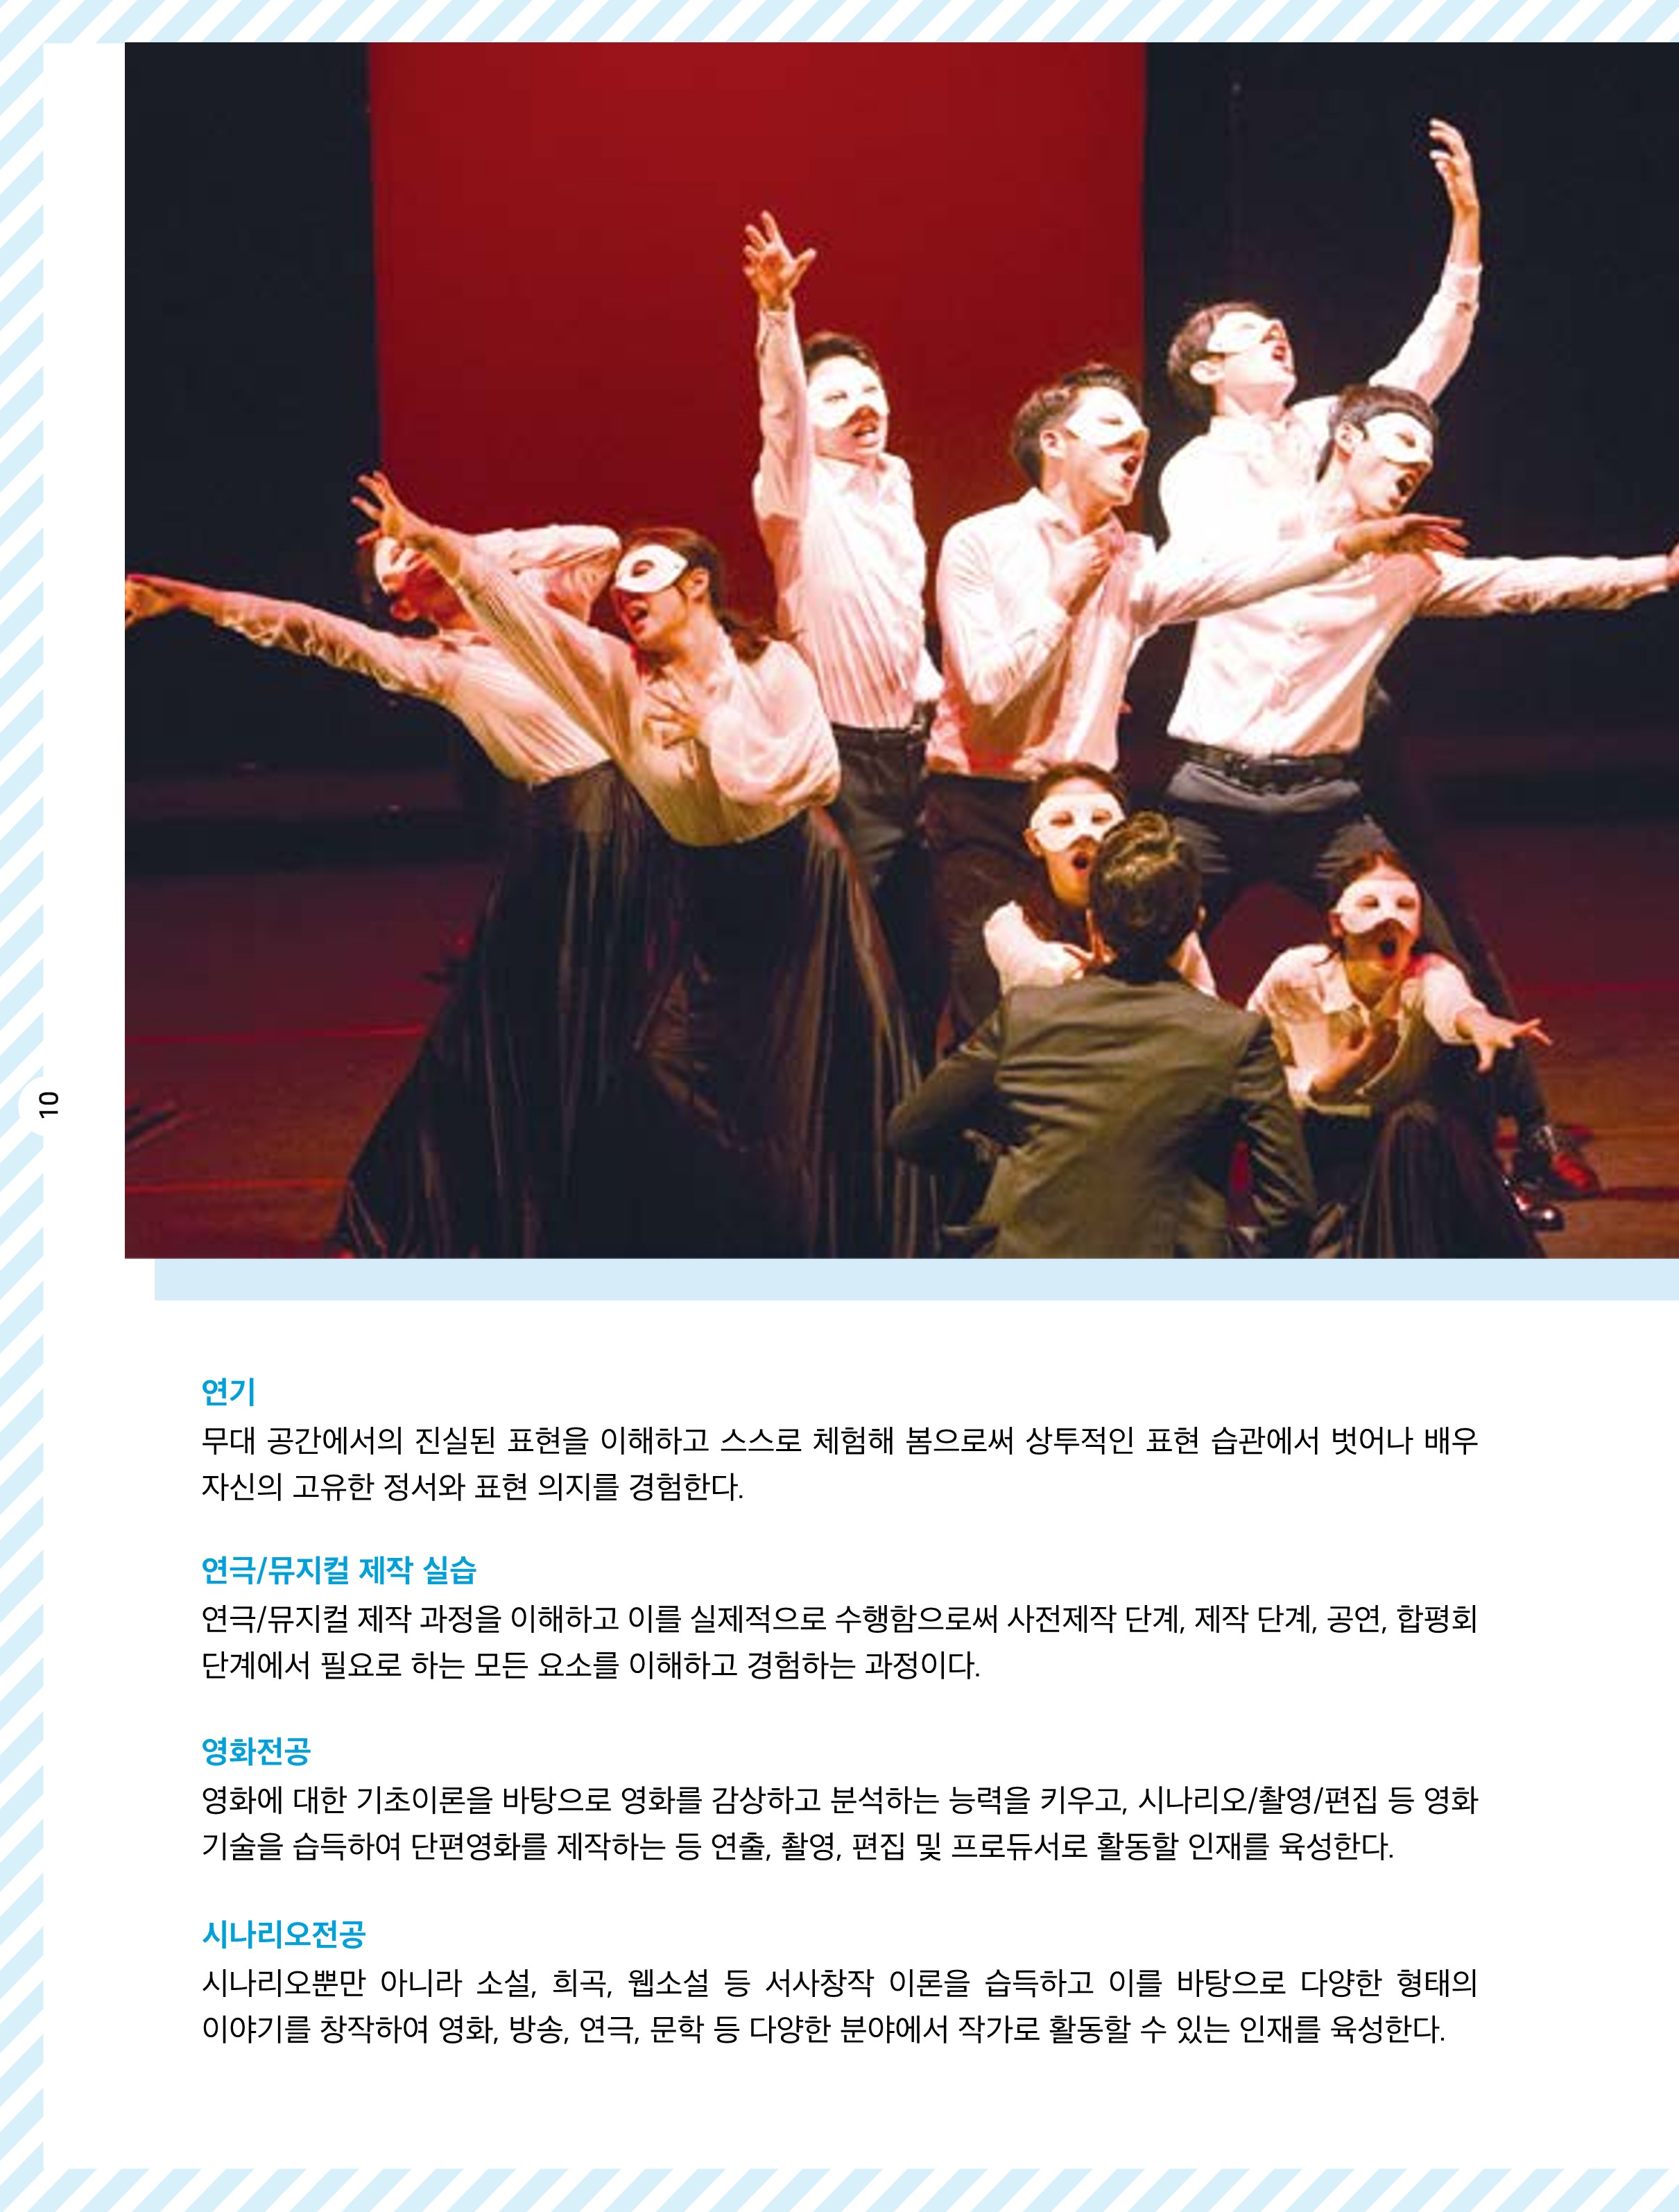 10
연기
무대 공간에서의 진실된 표현을 이해하고 스스로 체험해 봄으로써 상투적인 표현 습관에서 벗어나 배우
자신의 고유한 정서와 표현 의지를 경험한다.
연극/뮤지컬 제작 실습
연극/뮤지컬 제작 과정을 이해하고 이를 실제적으로 수행함으로써 사전제작 단계, 제작 단계, 공연, 합평회
단계에서 필요로 하는 모든 요소를 이해하고 경험하는 과정이다.
영화전공
영화에 대한 기초이론을 바탕으로 영화를 감상하고 분석하는 능력을 키우고, 시나리오/촬영/편집 등 영화
기술을 습득하여 단편영화를 제작하는 등 연출, 촬영, 편집 및 프로듀서로 활동할 인재를 육성한다.
시나리오전공
시나리오뿐만 아니라 소설, 희곡, 웹소설 등 서사창작 이론을 습득하고 이를 바탕으로 다양한 형태의
이야기를 창작하여 영화, 방송, 연극, 문학 등 다양한 분야에서 작가로 활동할 수 있는 인재를 육성한다.